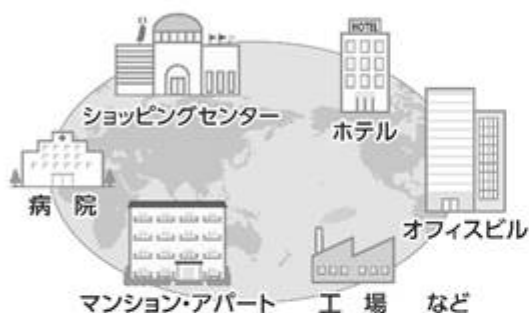 HOTEL
ショッピングセンター
ホテル
病 院
オフィスビル
マンション・アパート
工 場 など